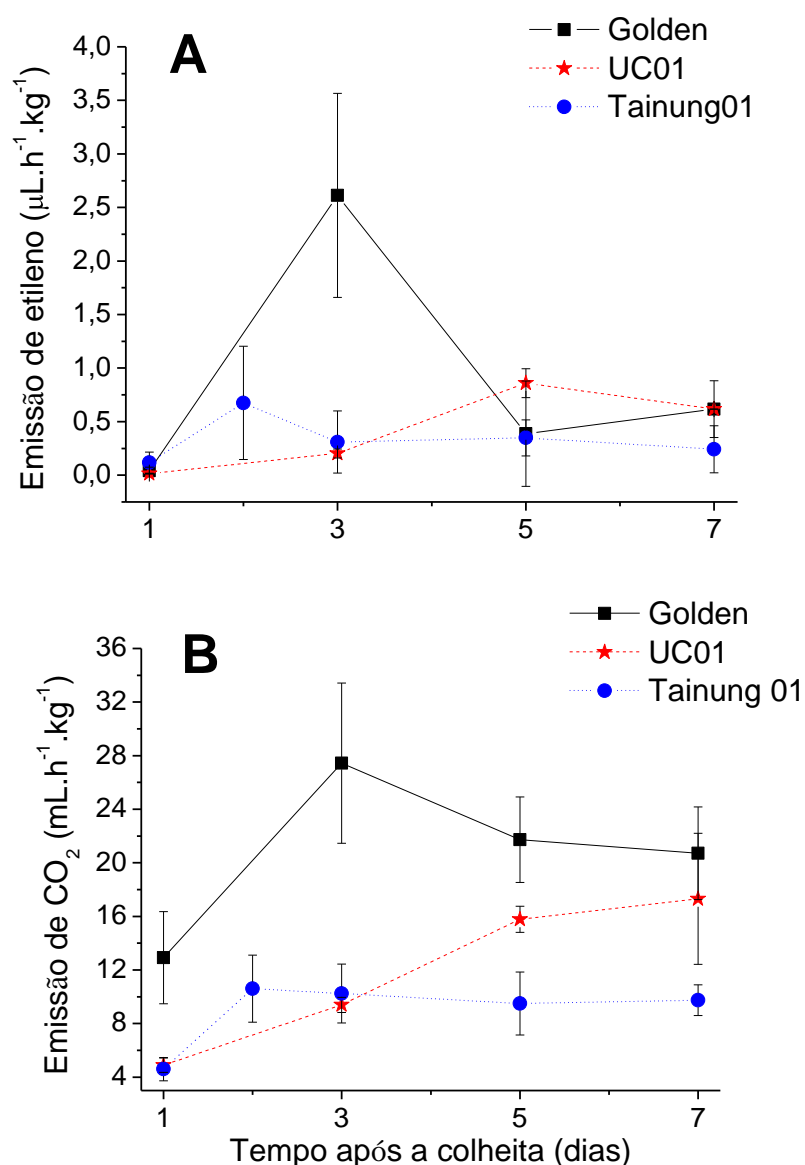 A
Golden
UC01
Tainung01
Emissão de etileno (µL.h⁻¹.kg⁻¹)
4,0
3,5
3,0
2,5
2,0
1,5
1,0
0,5
0,0
1
3
5
7
B
Golden
UC01
Tainung 01
Emissão de CO₂ (mL.h⁻¹.kg⁻¹)
36
32
28
24
20
16
12
8
4
1
3
5
7
Tempo após a colheita (dias)